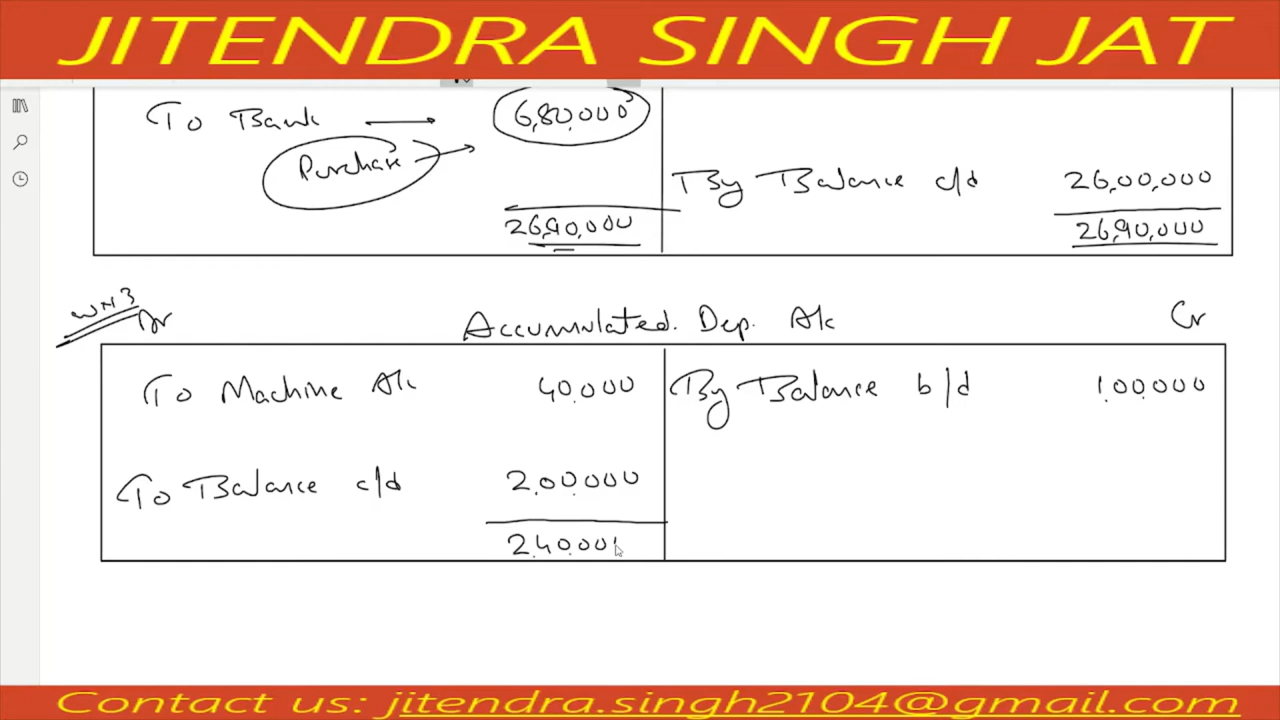 JITENDRA SINGH JAT
To Bank 6,80,000
Purchase
By Balance c/d 26,00,000
26,90,000 26,90,000
WN3
Dr Accumulated. Dep. A/c Cr
To Machine A/c 40,000 By Balance b/d 1,00,000
To Balance c/d 2,00,000
2,40,00
Contact us: jitendra.singh2104@gmail.com